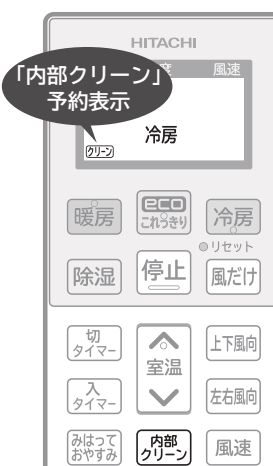 HITACHI
度 風速
「内部クリーン」
予約表示
冷房
クリーン
暖房 eco これっきり 冷房
リセット
除湿 停止 風だけ
切タイマー 室温 上下風向
入タイマー 左右風向
みはっておやすみ 内部クリーン 風速